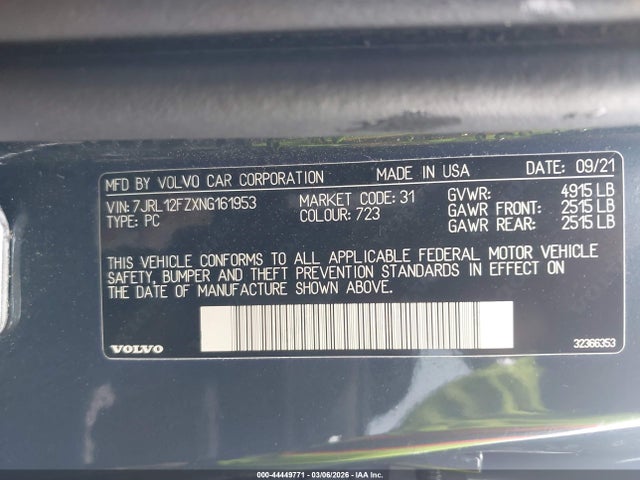 MFD BY VOLVO CAR CORPORATION MADE IN USA DATE: 09/21
VIN: 7JRL12FZXNG161953 MARKET CODE: 31 GVWR: 4915 LB
TYPE: PC COLOUR: 723 GAWR FRONT: 2515 LB
GAWR REAR: 2515 LB
THIS VEHICLE CONFORMS TO ALL APPLICABLE FEDERAL MOTOR VEHICLE
SAFETY, BUMPER AND THEFT PREVENTION STANDARDS IN EFFECT ON
THE DATE OF MANUFACTURE SHOWN ABOVE.
VOLVO 32366353
000-44449771 | 03/06/2026 - IAA Inc.